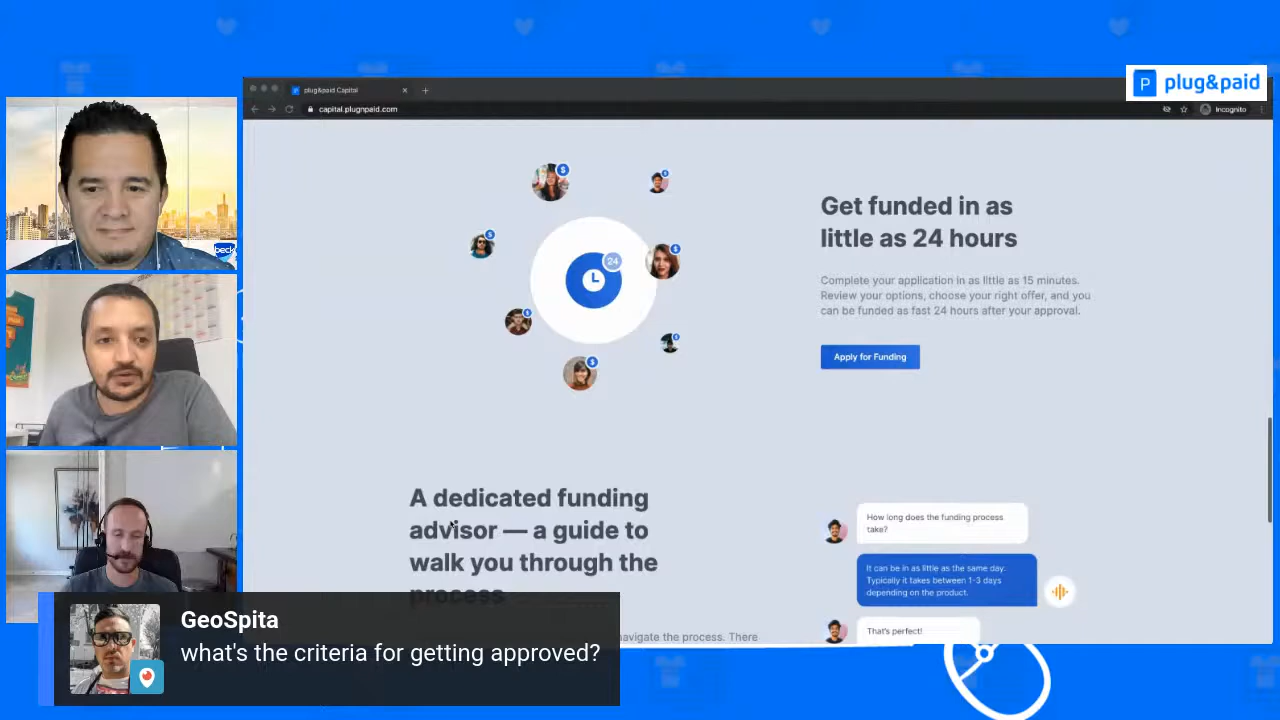 plug&paid
plug&paid Capital
capital.plugnpaid.com
Incognito
beck
24
Get funded in as
little as 24 hours
Complete your application in as little as 15 minutes.
Review your options, choose your right offer, and you
can be funded as fast 24 hours after your approval.
Apply for Funding
A dedicated funding
advisor — a guide to
walk you through the
process
navigate the process. There
How long does the funding process
take?
It can be in as little as the same day.
Typically it takes between 1-3 days
depending on the product.
That's perfect!
GeoSpita
what's the criteria for getting approved?